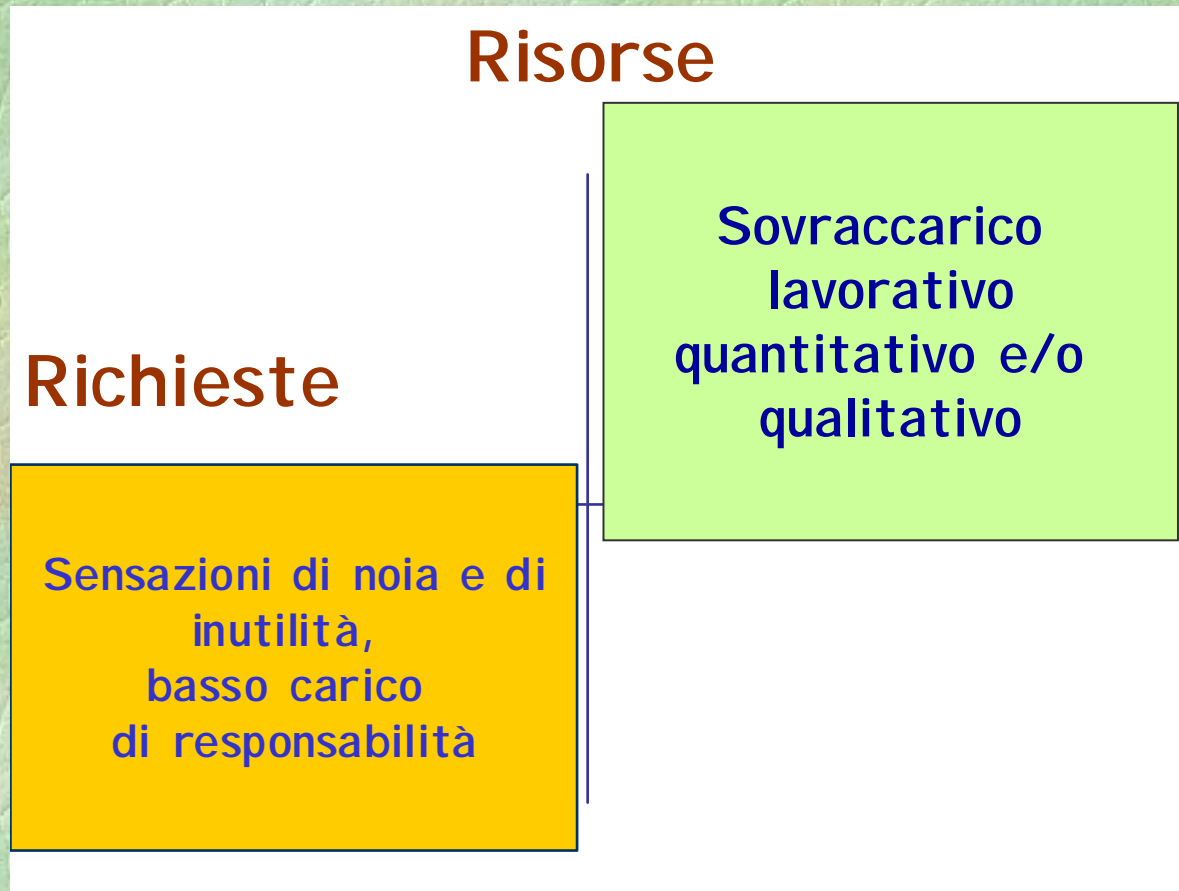 Risorse
Sovraccarico
lavorativo
quantitativo e/o
qualitativo
Richieste
Sensazioni di noia e di
inutilità,
basso carico
di responsabilità